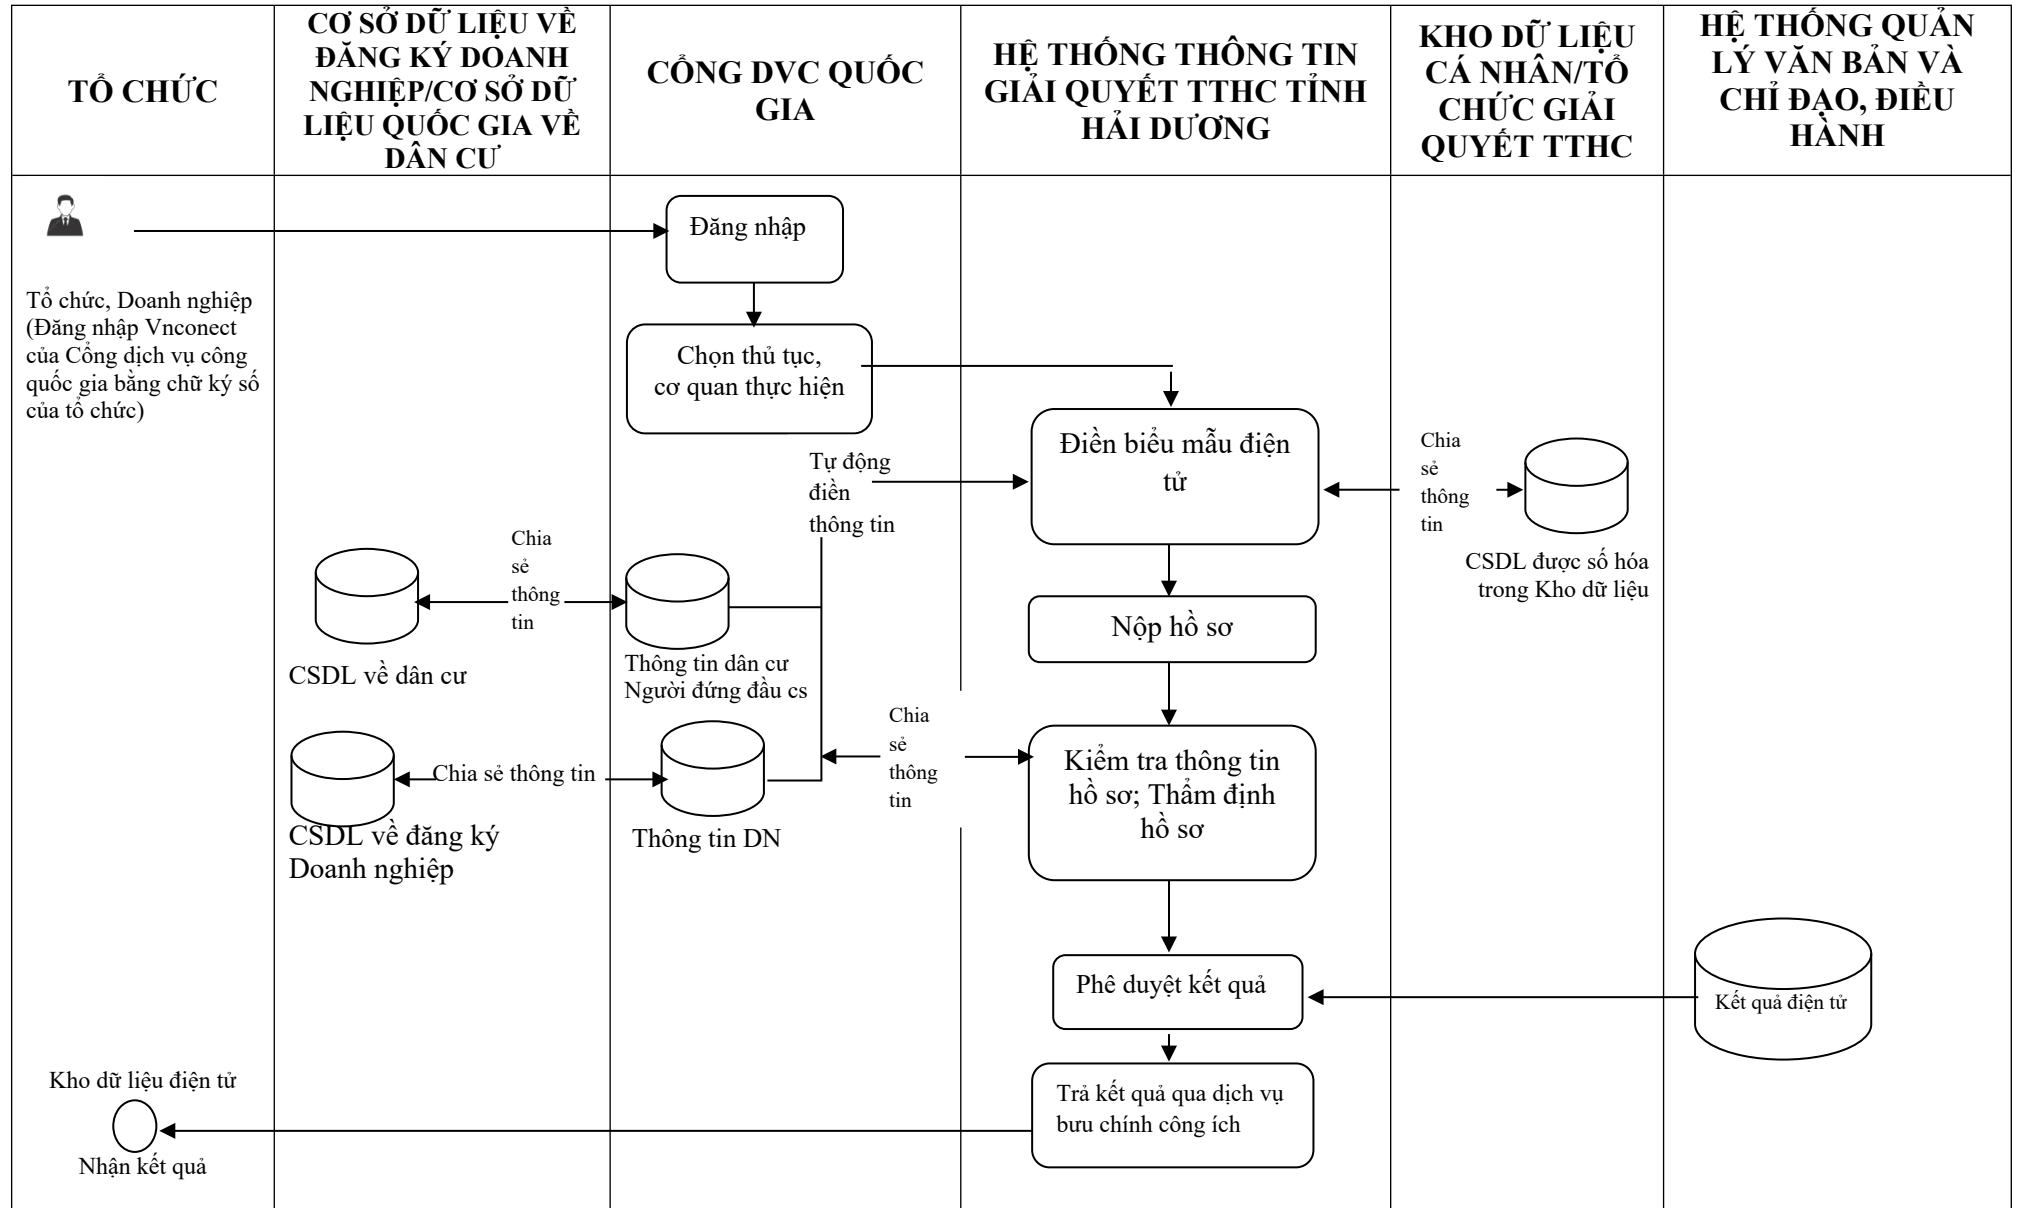 TỔ CHỨC
CƠ SỞ DỮ LIỆU VỀ
ĐĂNG KÝ DOANH
NGHIỆP/CƠ SỞ DỮ
LIỆU QUỐC GIA VỀ
DÂN CƯ
CỔNG DVC QUỐC
GIA
HỆ THỐNG THÔNG TIN
GIẢI QUYẾT TTHC TỈNH
HẢI DƯƠNG
KHO DỮ LIỆU
CÁ NHÂN/TỔ
CHỨC GIẢI
QUYẾT TTHC
HỆ THỐNG QUẢN
LÝ VĂN BẢN VÀ
CHỈ ĐẠO, ĐIỀU
HÀNH
Đăng nhập
Tổ chức, Doanh nghiệp
(Đăng nhập Vnconect
của Cổng dịch vụ công
quốc gia bằng chữ ký số
của tổ chức)
Chọn thủ tục,
cơ quan thực hiện
Điền biểu mẫu điện
tử
Tự động
điền
thông tin
Chia
sẻ
thông
tin
CSDL được số hóa
trong Kho dữ liệu
Chia
sẻ
thông
tin
CSDL về dân cư
Thông tin dân cư
Người đứng đầu cs
Nộp hồ sơ
Chia
sẻ
thông
tin
Chia sẻ thông tin
Kiểm tra thông tin
hồ sơ; Thẩm định
hồ sơ
CSDL về đăng ký
Doanh nghiệp
Thông tin DN
Phê duyệt kết quả
Kết quả điện tử
Kho dữ liệu điện tử
Trả kết quả qua dịch vụ
bưu chính công ích
Nhận kết quả